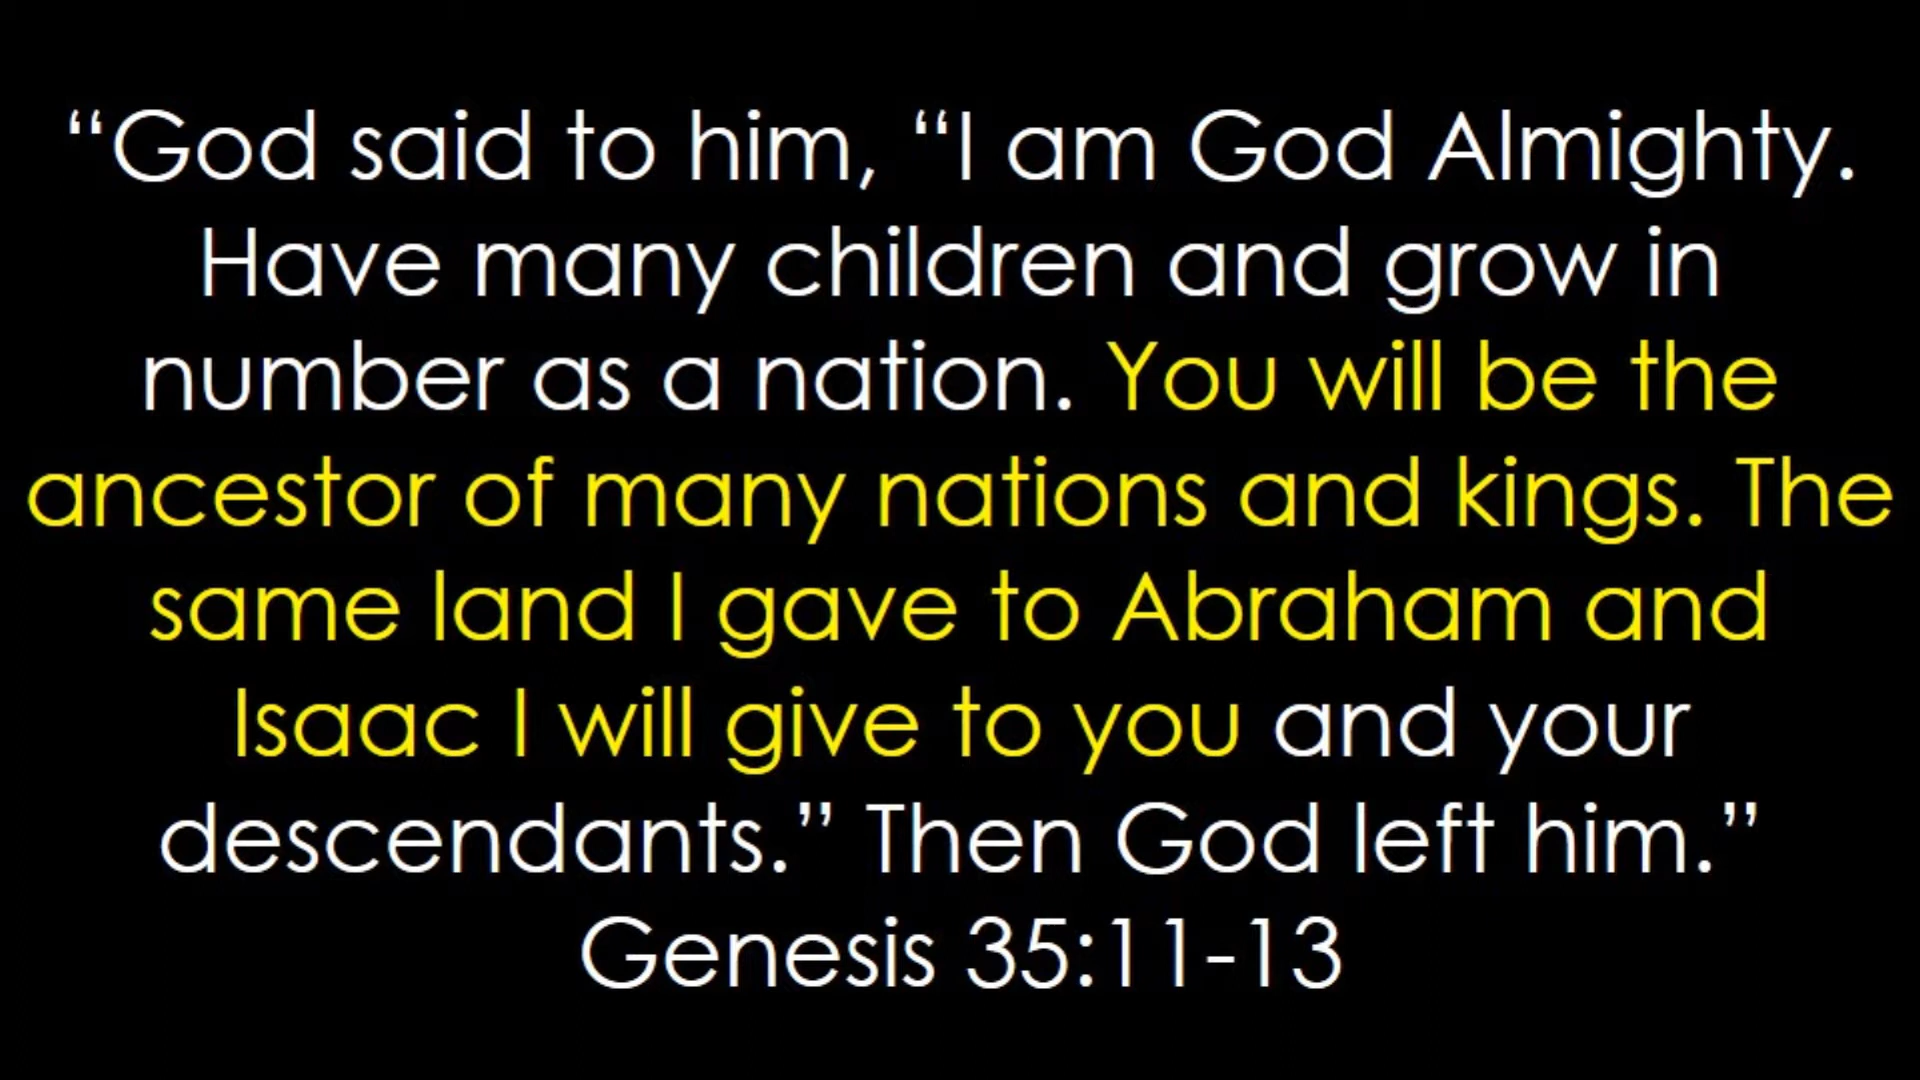 “God said to him, “I am God Almighty.
Have many children and grow in
number as a nation. You will be the
ancestor of many nations and kings. The
same land I gave to Abraham and
Isaac I will give to you and your
descendants.” Then God left him.”
Genesis 35:11-13